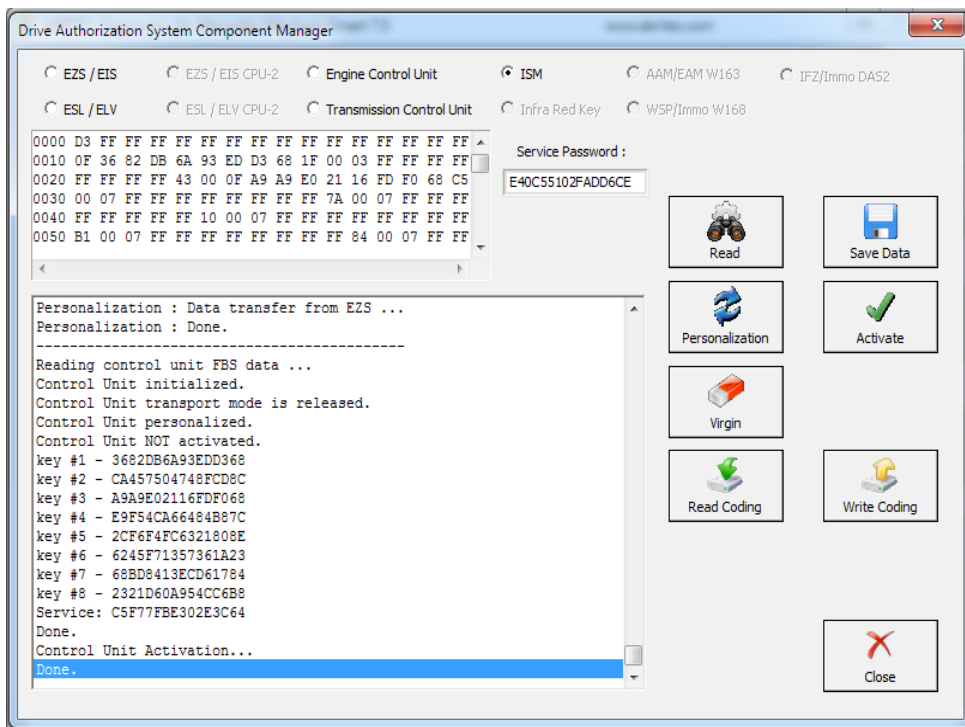 Drive Authorization System Component Manager
EZS / EIS EZS / EIS CPU-2 Engine Control Unit ISM AAM/EAM W163 IFZ/Immo DAS2
ESL / ELV ESL / ELV CPU-2 Transmission Control Unit Infra Red Key WSP/Immo W168
0000 D3 FF FF FF FF FF FF FF FF FF FF FF FF FF FF FF
0010 0F 36 82 DB 6A 93 ED D3 68 1F 00 03 FF FF FF FF
0020 FF FF FF FF 43 00 0F A9 A9 E0 21 16 FD F0 68 C5
0030 00 07 FF FF FF FF FF FF FF FF 7A 00 07 FF FF FF
0040 FF FF FF FF FF 10 00 07 FF FF FF FF FF FF FF FF
0050 B1 00 07 FF FF FF FF FF FF FF FF 84 00 07 FF FF
Service Password :
E40C55102FADD6CE
Read
Save Data
Personalization : Data transfer from EZS ...
Personalization : Done.
--------------------------------------------
Reading control unit FBS data ...
Control Unit initialized.
Control Unit transport mode is released.
Control Unit personalized.
Control Unit NOT activated.
key #1 - 3682DB6A93EDD368
key #2 - CA457504748FCD8C
key #3 - A9A9E02116FDF068
key #4 - E9F54CA66484B87C
key #5 - 2CF6F4FC6321808E
key #6 - 6245F71357361A23
key #7 - 68BD8413ECD61784
key #8 - 2321D60A954CC6B8
Service: C5F77FBE302E3C64
Done.
Control Unit Activation...
Done.
Personalization
Activate
Virgin
Read Coding
Write Coding
Close